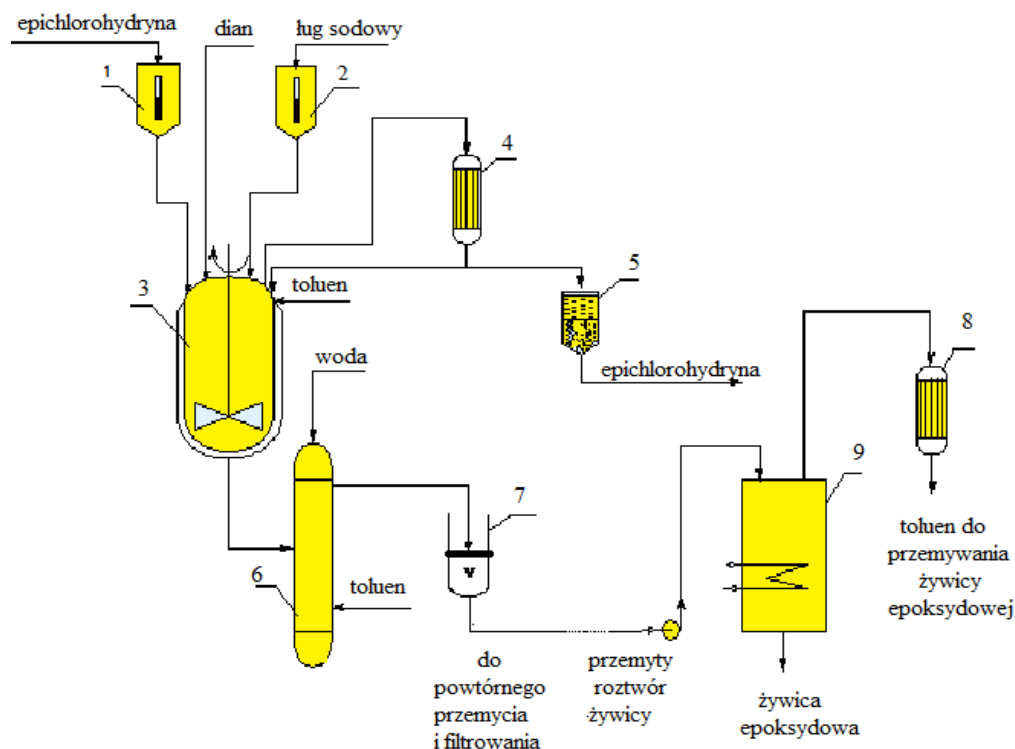 epichlorohydryna
dian
ług sodowy
1
2
4
3
toluen
5
epichlorohydryna
woda
8
7
9
6
toluen
v
toluen do
przemywania
żywicy
epoksydowej
do
powtórnego
przemycia
i filtrowania
przemyty
roztwór
żywicy
żywica
epoksydowa